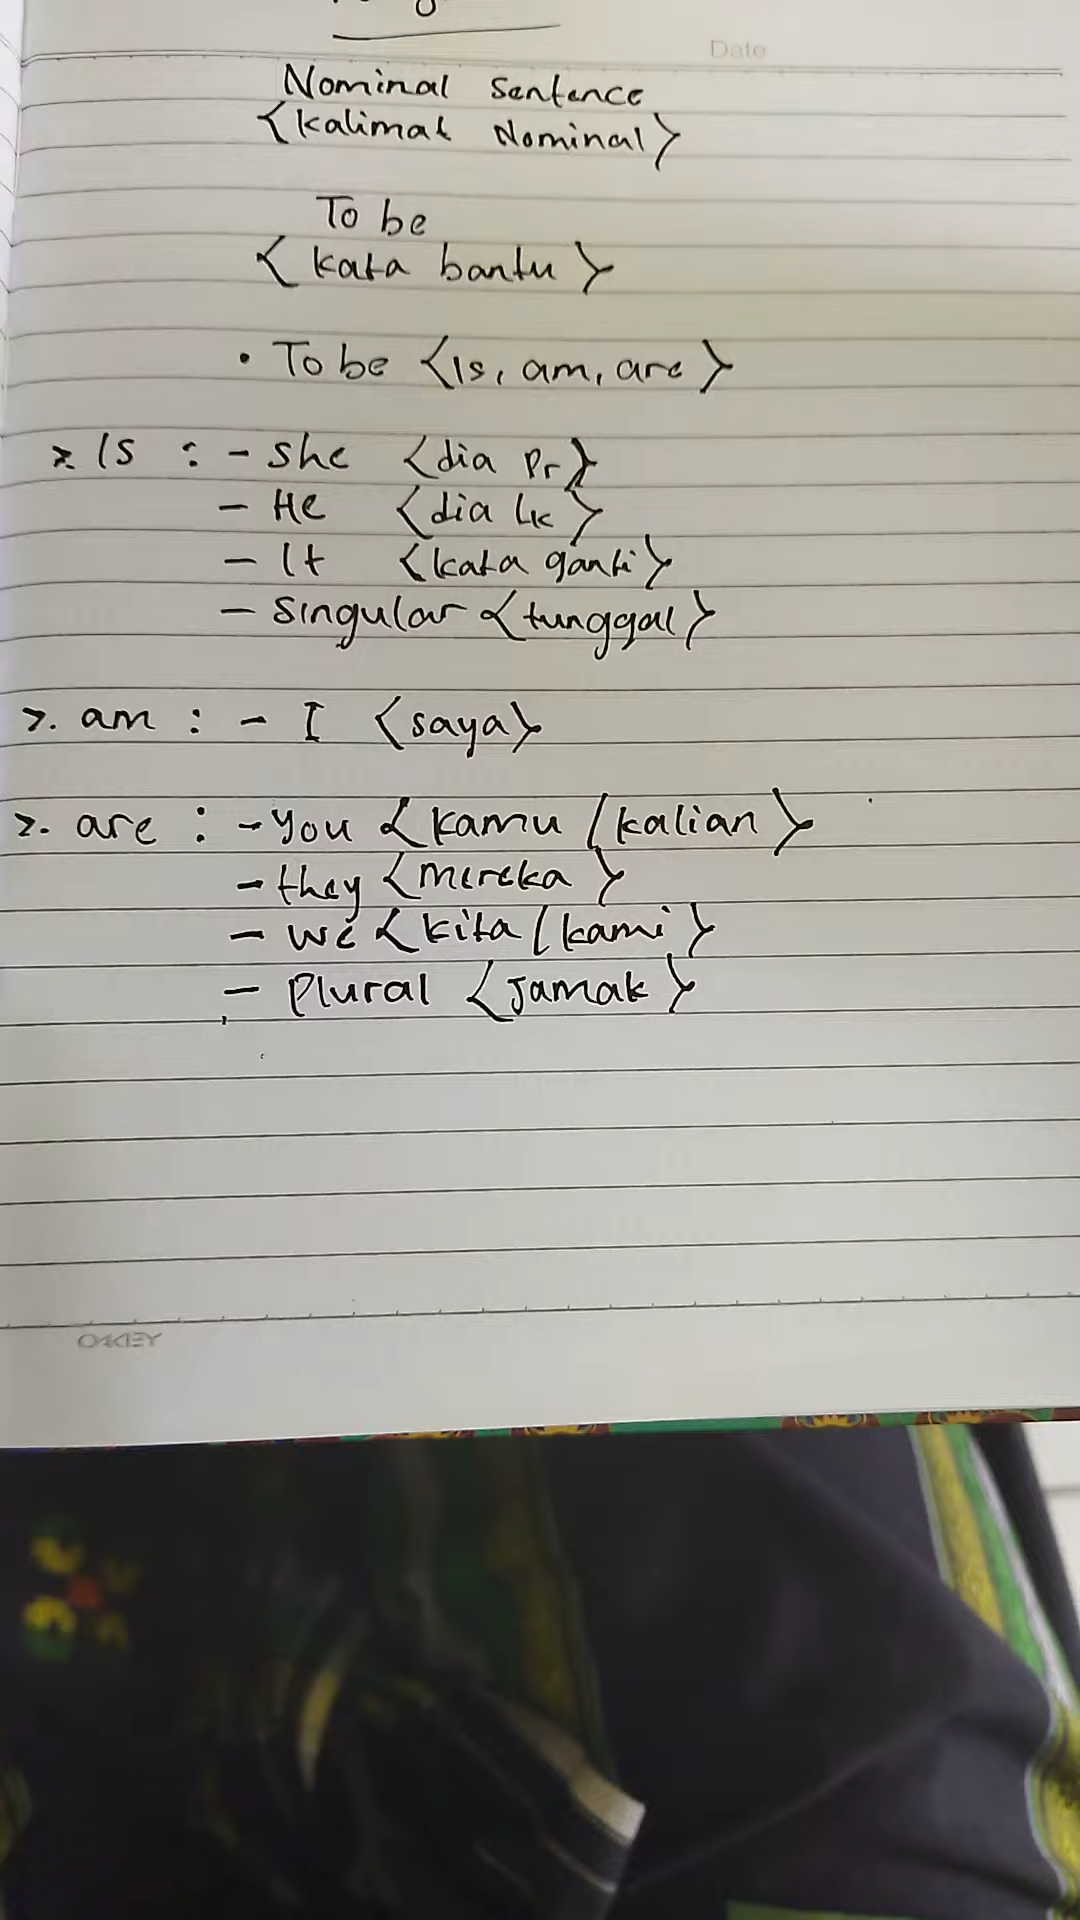 Date
Nominal Sentence
<kalimat Nominal>
To be
<kata bantu>
• To be <is, am, are>
>. Is : - she <dia Pr>
- He <dia Lk>
- It <kata ganti>
- Singular <tunggal>
>. am : - I <saya>
>. are : - You <kamu / kalian>
- they <mereka>
- we <kita / kami>
- Plural <Jamak>
OAKLEY